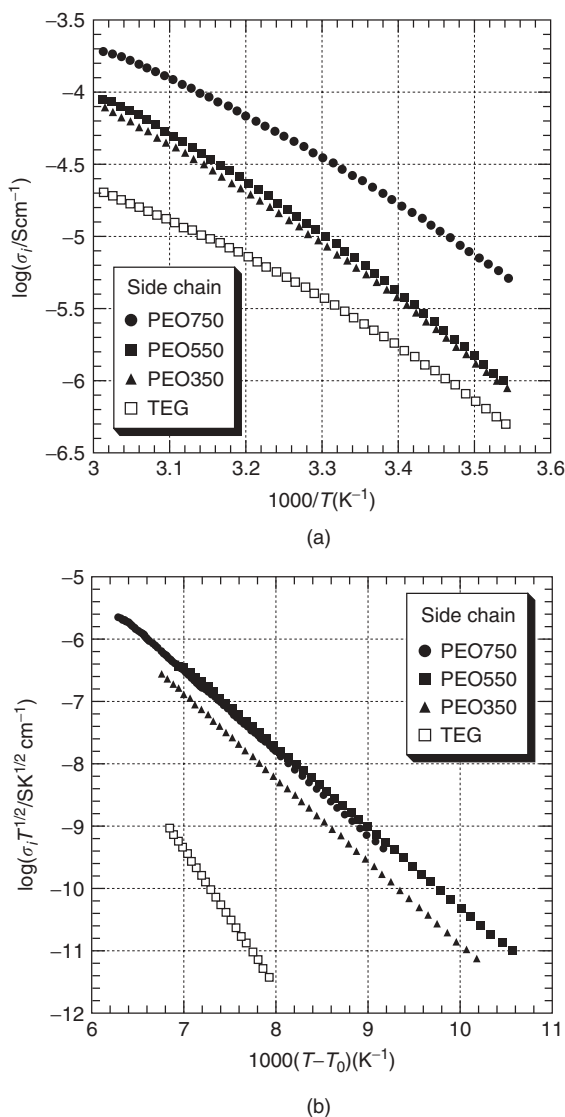 −3.5
−4
−4.5
−5
−5.5
−6
−6.5
log(σi/Scm−1)
Side chain
PEO750
PEO550
PEO350
TEG
3 3.1 3.2 3.3 3.4 3.5 3.6
1000/T(K−1)
(a)
−5
−6
−7
−8
−9
−10
−11
−12
log(σiT1/2/SK1/2 cm−1)
Side chain
PEO750
PEO550
PEO350
TEG
6 7 8 9 10 11
1000(T−T0)(K−1)
(b)